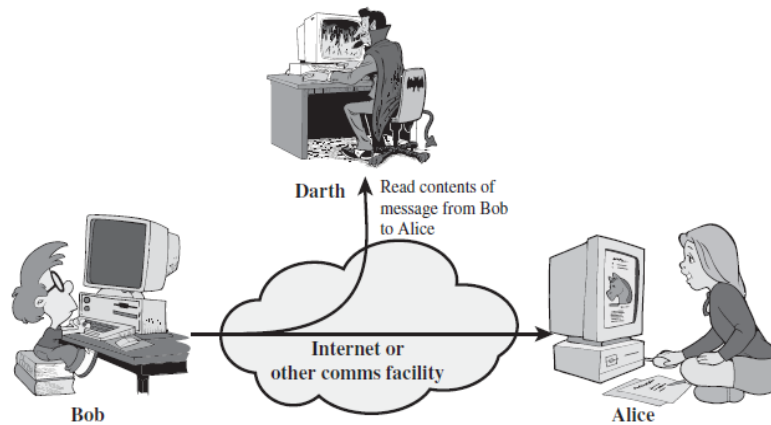 Darth
Read contents of
message from Bob
to Alice
Internet or
other comms facility
Bob
Alice